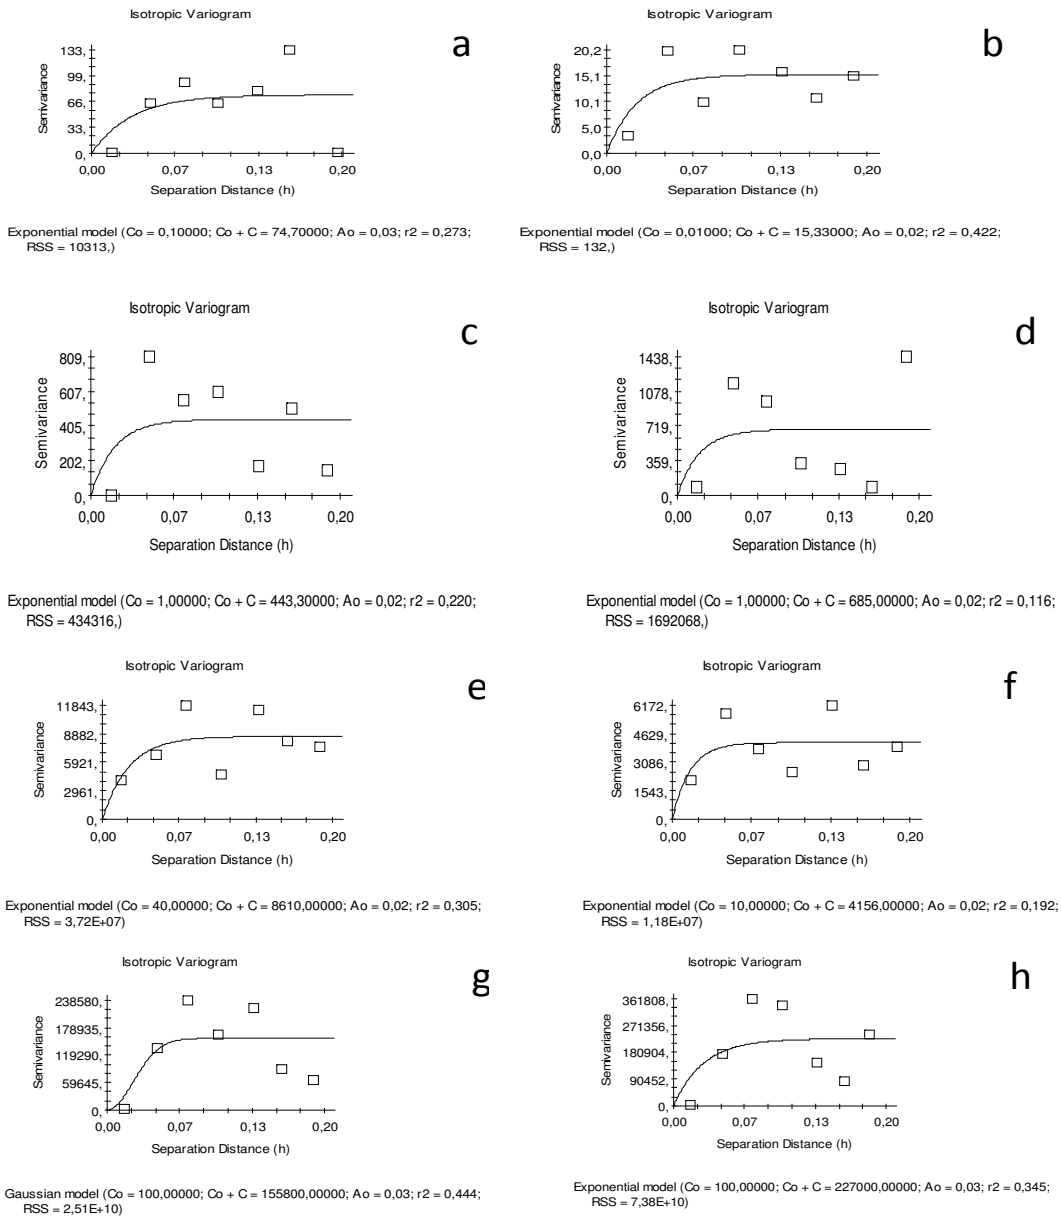 Isotropic Variogram
a
133,
99,
66,
33,
0,
Semivariance
0,00 0,07 0,13 0,20
Separation Distance (h)
Exponential model (Co = 0,10000; Co + C = 74,70000; Ao = 0,03; r2 = 0,273;
RSS = 10313,)
Isotropic Variogram
b
20,2
15,1
10,1
5,0
0,0
Semivariance
0,00 0,07 0,13 0,20
Separation Distance (h)
Exponential model (Co = 0,01000; Co + C = 15,33000; Ao = 0,02; r2 = 0,422;
RSS = 132,)
Isotropic Variogram
c
809,
607,
405,
202,
0,
Semivariance
0,00 0,07 0,13 0,20
Separation Distance (h)
Exponential model (Co = 1,00000; Co + C = 443,30000; Ao = 0,02; r2 = 0,220;
RSS = 434316,)
Isotropic Variogram
d
1438,
1078,
719,
359,
0,
Semivariance
0,00 0,07 0,13 0,20
Separation Distance (h)
Exponential model (Co = 1,00000; Co + C = 685,00000; Ao = 0,02; r2 = 0,116;
RSS = 1692068,)
Isotropic Variogram
e
11843,
8882,
5921,
2961,
0,
Semivariance
0,00 0,07 0,13 0,20
Separation Distance (h)
Exponential model (Co = 40,00000; Co + C = 8610,00000; Ao = 0,02; r2 = 0,305;
RSS = 3,72E+07)
Isotropic Variogram
f
6172,
4629,
3086,
1543,
0,
Semivariance
0,00 0,07 0,13 0,20
Separation Distance (h)
Exponential model (Co = 10,00000; Co + C = 4156,00000; Ao = 0,02; r2 = 0,192;
RSS = 1,18E+07)
Isotropic Variogram
g
238580,
178935,
119290,
59645,
0,
Semivariance
0,00 0,07 0,13 0,20
Separation Distance (h)
Gaussian model (Co = 100,00000; Co + C = 155800,00000; Ao = 0,03; r2 = 0,444;
RSS = 2,51E+10)
Isotropic Variogram
h
361808,
271356,
180904,
90452,
0,
Semivariance
0,00 0,07 0,13 0,20
Separation Distance (h)
Exponential model (Co = 100,00000; Co + C = 227000,00000; Ao = 0,03; r2 = 0,345;
RSS = 7,38E+10)